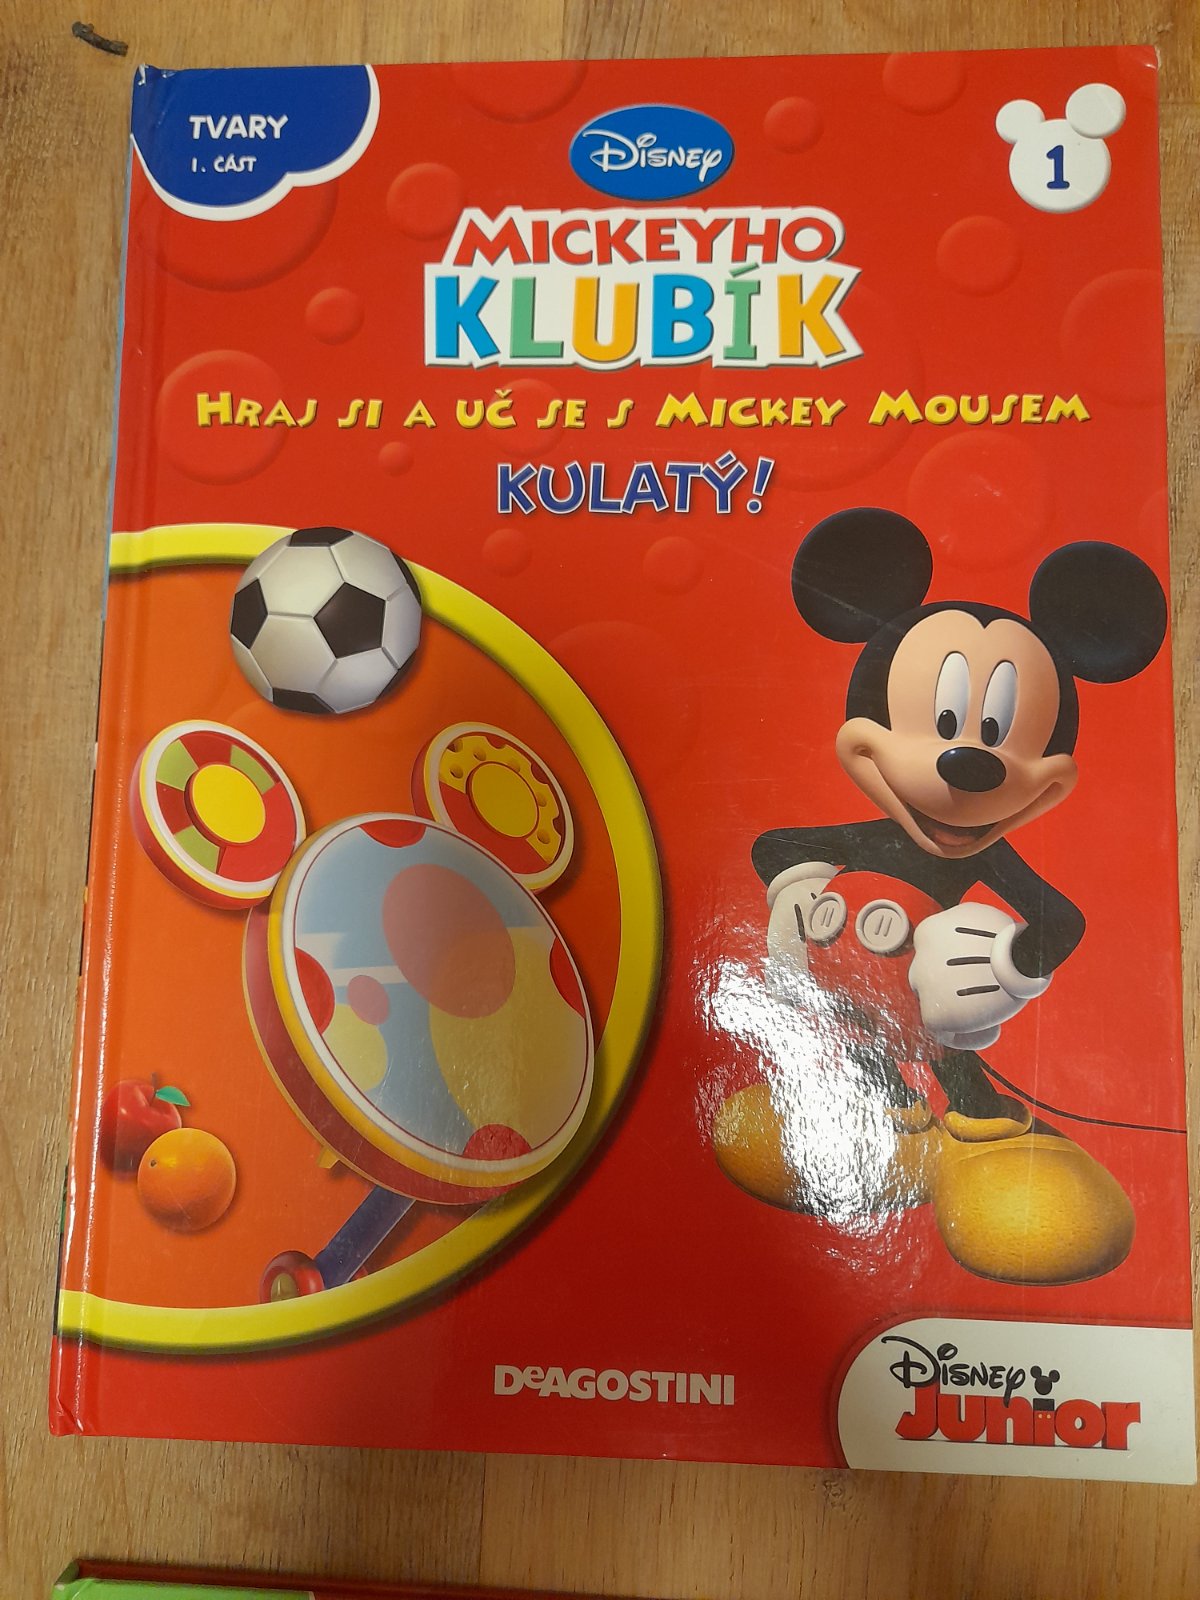 TVARY
1. ČÁST
Disney
1
MICKEYHO
KLUBÍK
HRAJ SI A UČ SE S MICKEY MOUSEM
KULATÝ!
DeAGOSTINI
Disney
Junior